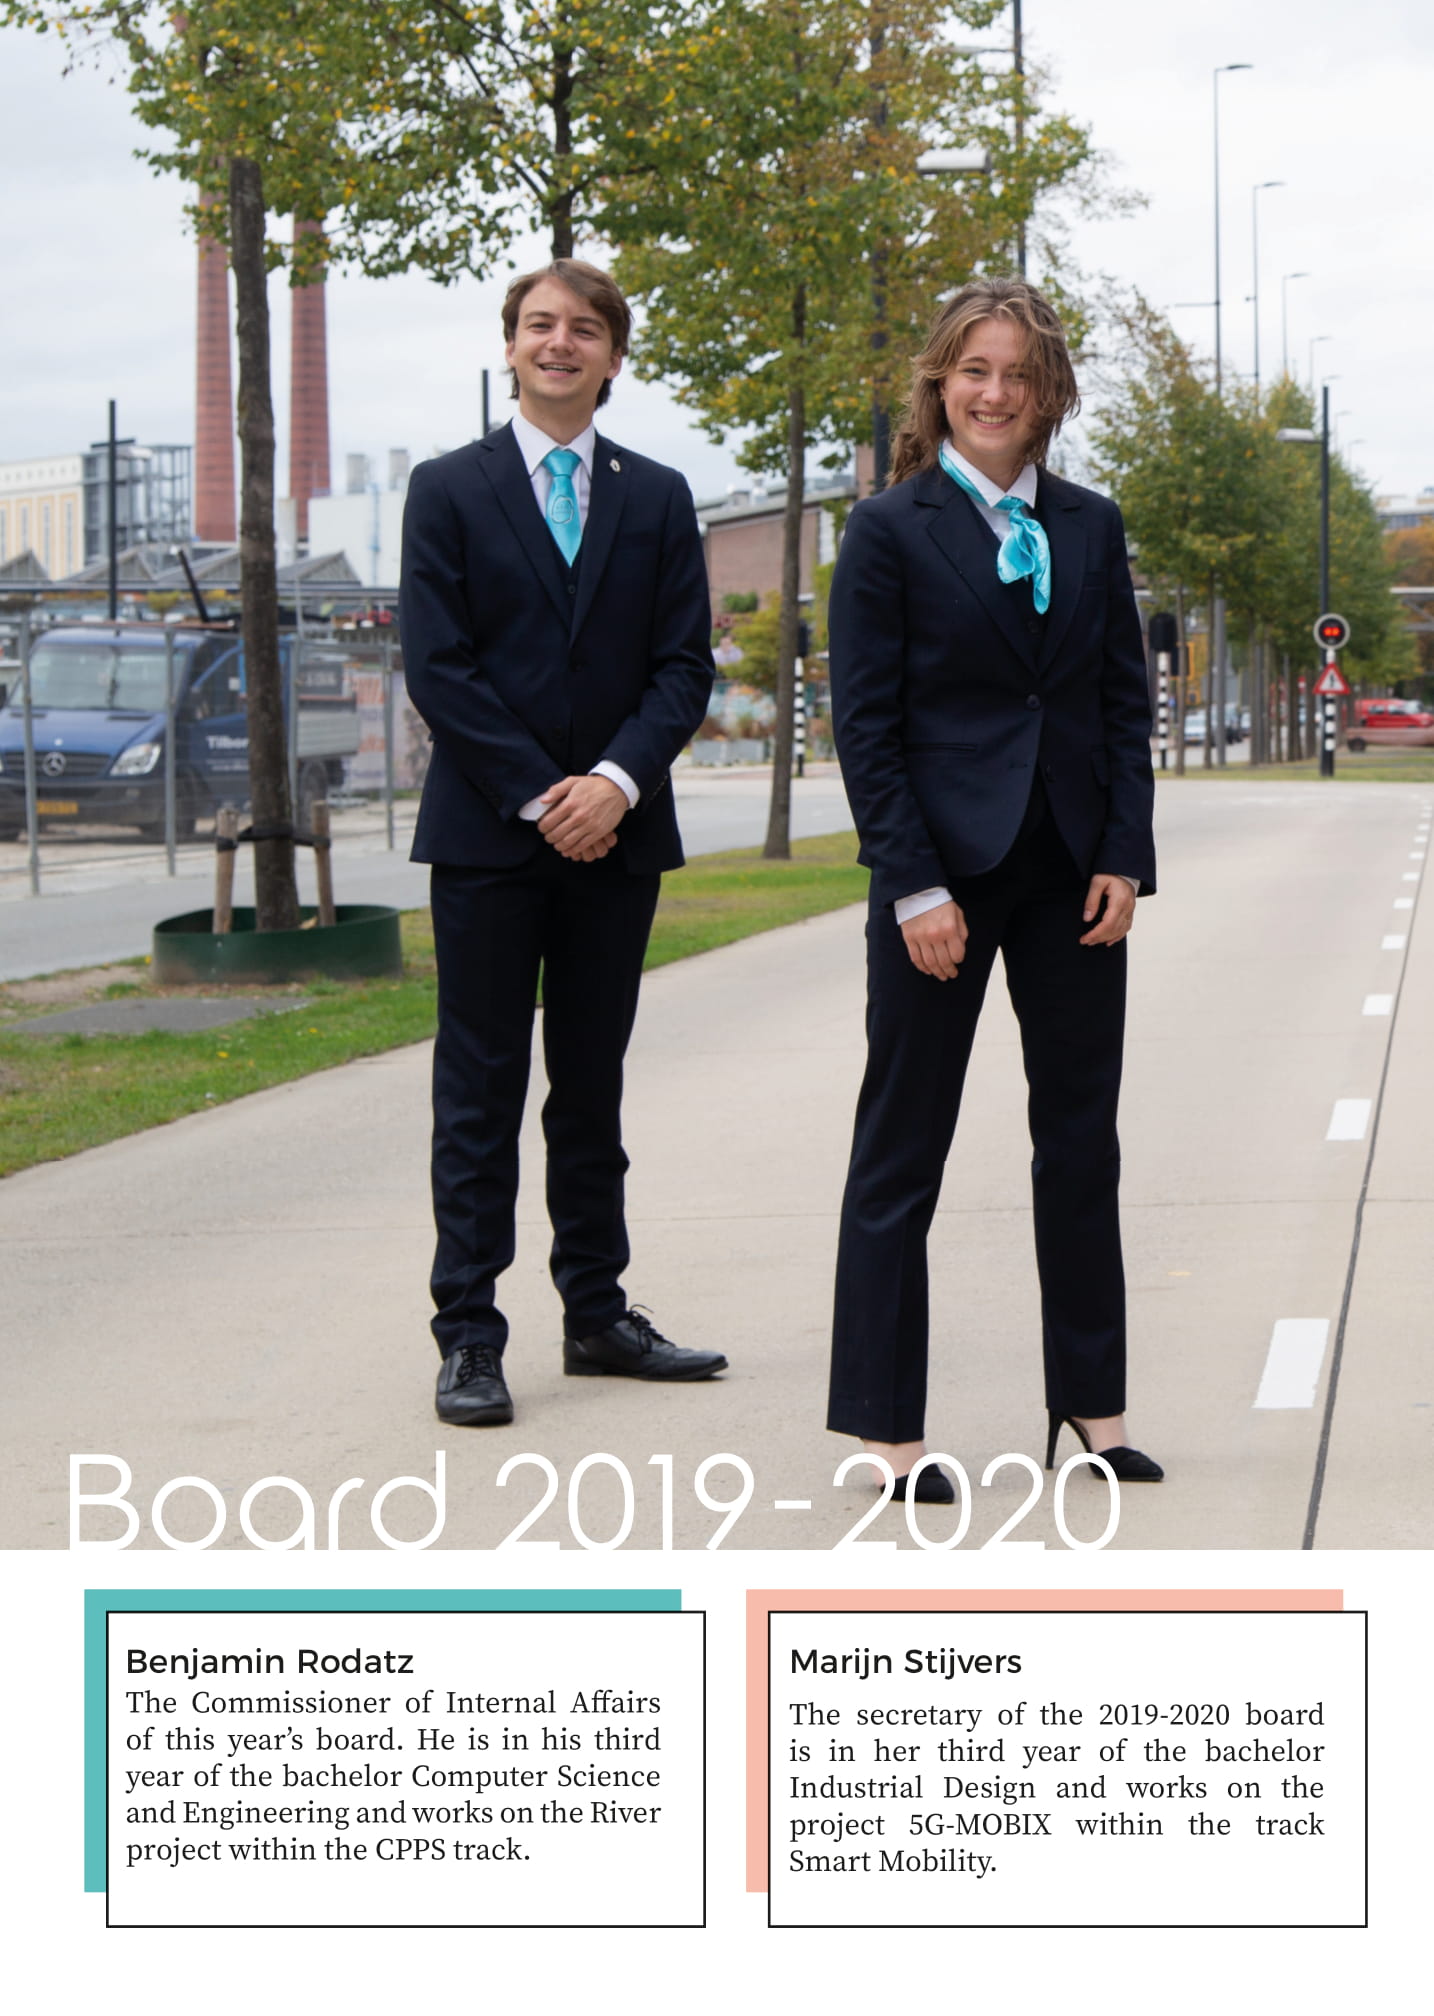 Tilbur
Board 2019-2020
Benjamin Rodatz
The Commissioner of Internal Affairs
of this year’s board. He is in his third
year of the bachelor Computer Science
and Engineering and works on the River
project within the CPPS track.
Marijn Stijvers
The secretary of the 2019-2020 board
is in her third year of the bachelor
Industrial Design and works on the
project 5G-MOBIX within the track
Smart Mobility.